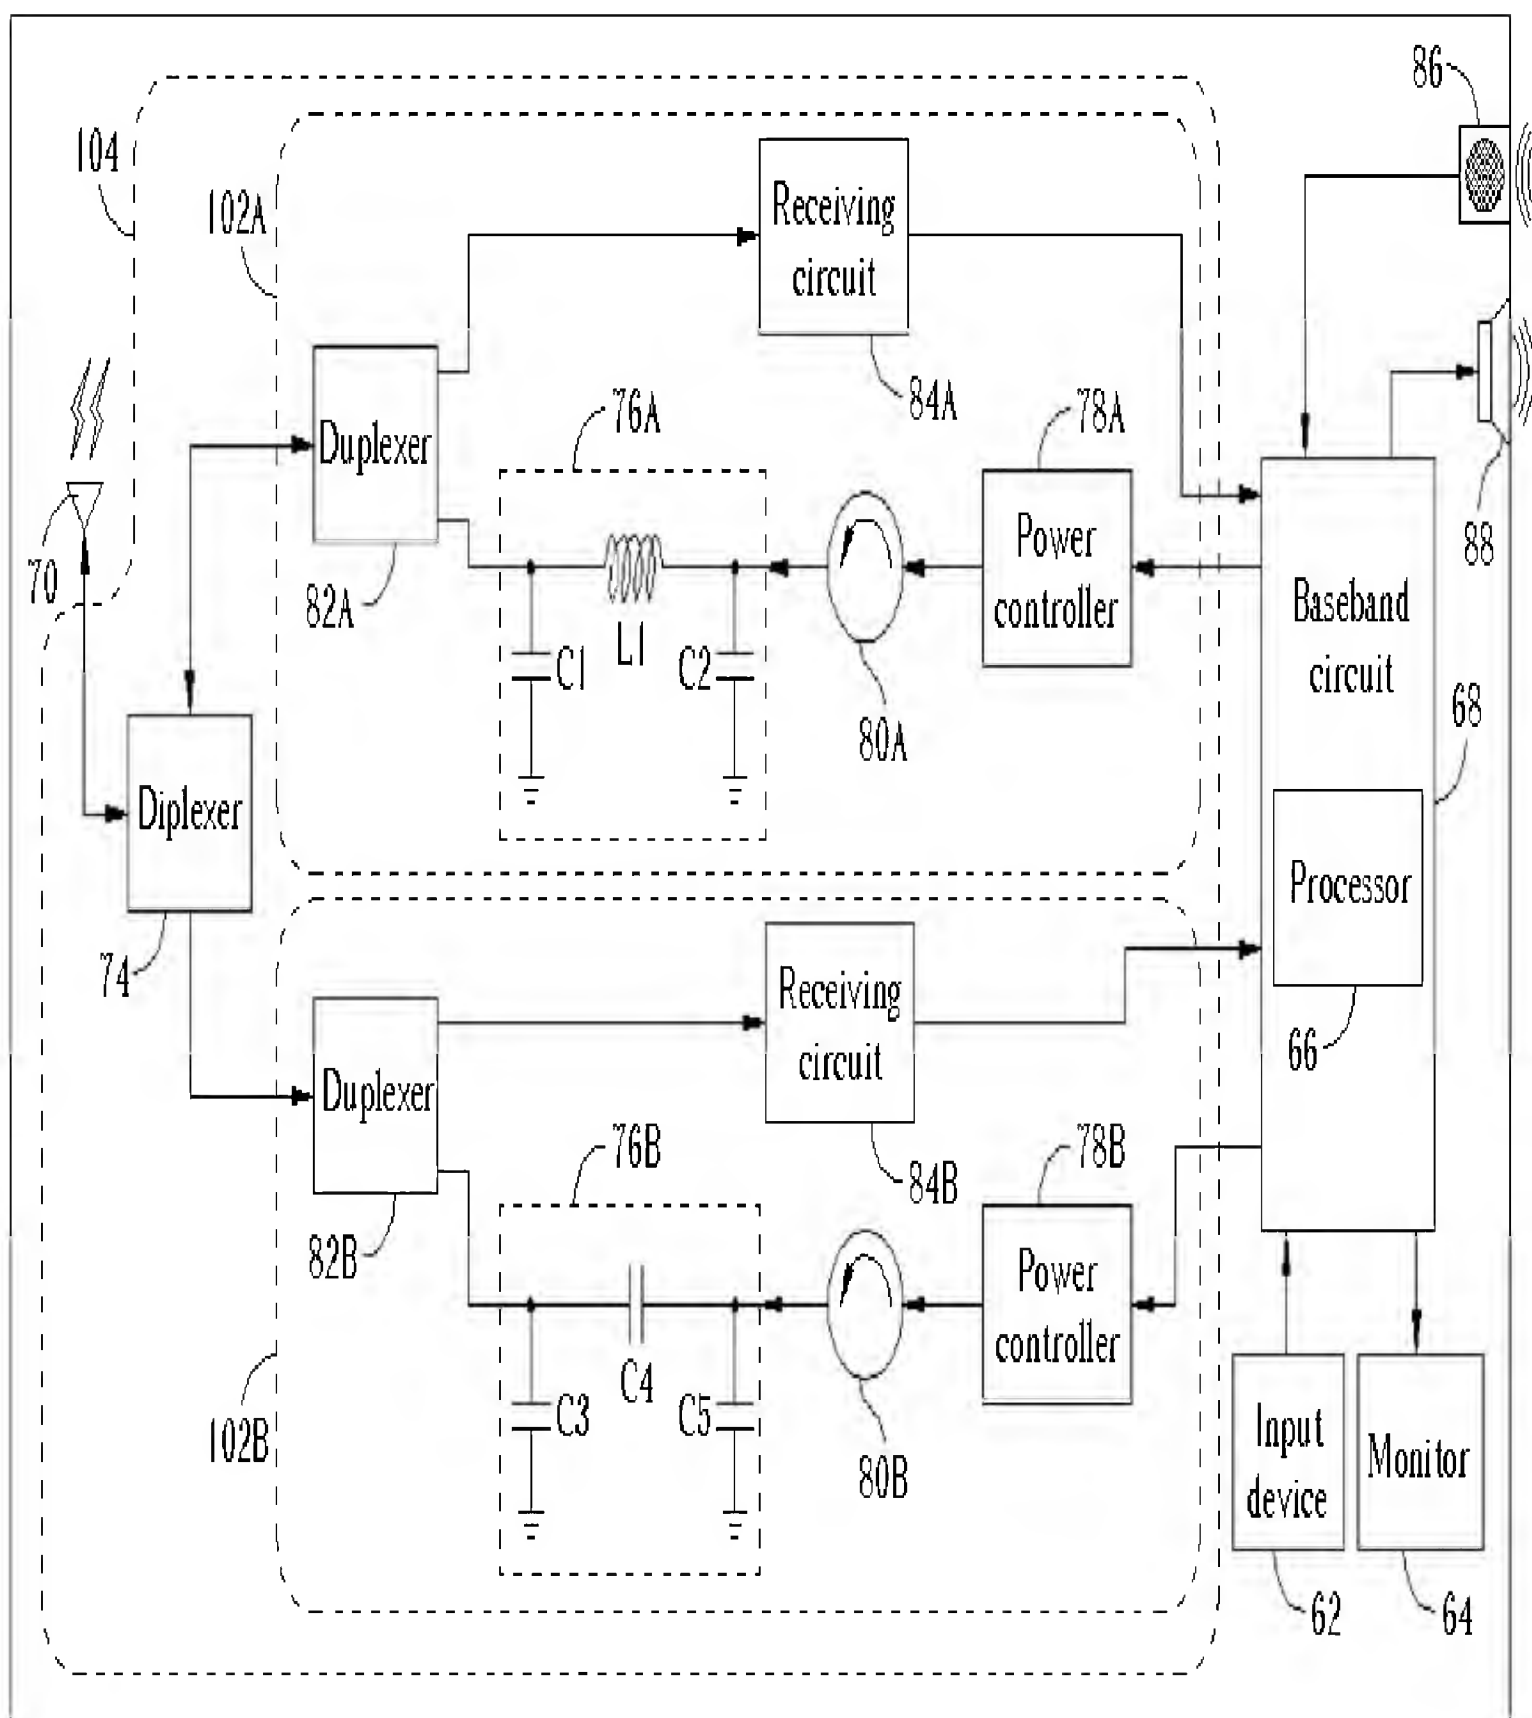 86
104
102A
Receiving
circuit
84A
76A
78A
Duplexer
82A
70
88
Power
controller
L1
C1
C2
80A
Baseband
circuit
68
Diplexer
74
Processor
66
Receiving
circuit
84B
Duplexer
82B
76B
78B
Power
controller
C4
C3
C5
80B
102B
Input
device
Monitor
62
64